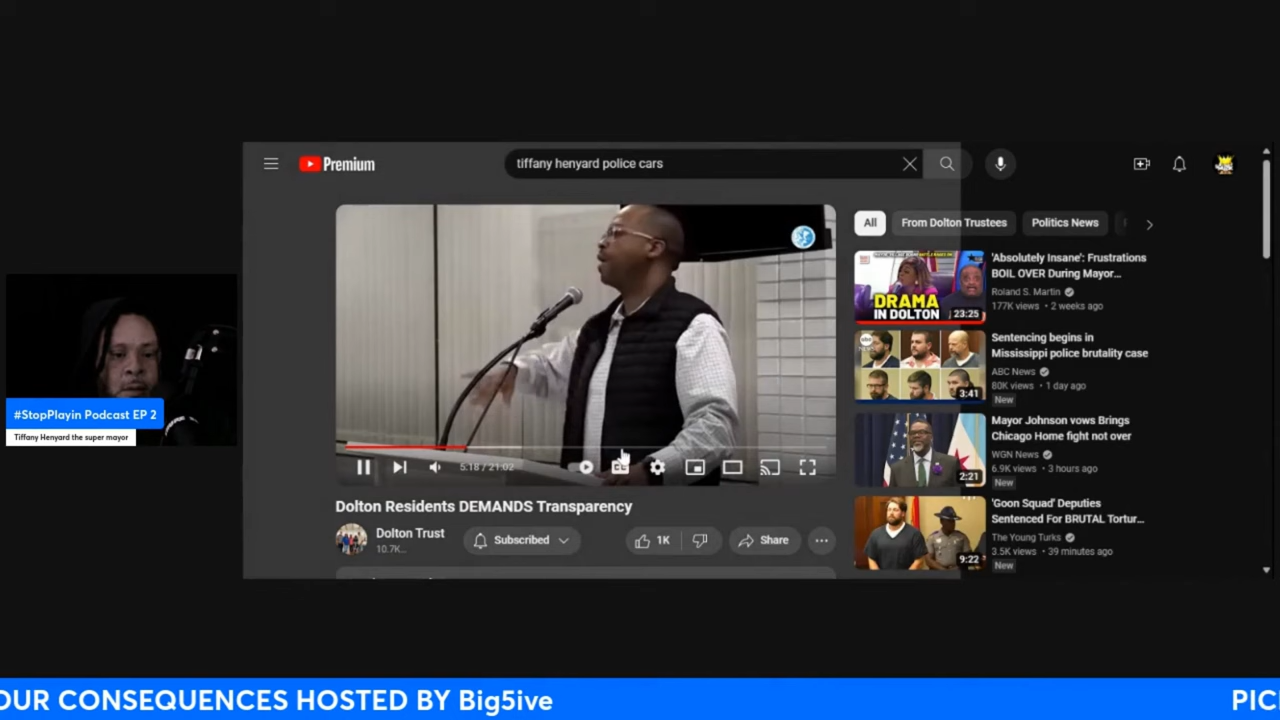 Premium
tiffany henyard police cars
All
From Dolton Trustees
Politics News
DRAMA
IN DOLTON
23:25
'Absolutely Insane': Frustrations
BOIL OVER During Mayor...
Roland S. Martin
177K views • 2 weeks ago
3:41
Sentencing begins in
Mississippi police brutality case
ABC News
80K views • 1 day ago
New
2:21
Mayor Johnson vows Brings
Chicago Home fight not over
WGN News
6.9K views • 3 hours ago
New
9:22
'Goon Squad' Deputies
Sentenced For BRUTAL Tortur...
The Young Turks
3.5K views • 39 minutes ago
New
5:18 / 21:02
Dolton Residents DEMANDS Transparency
Dolton Trust
10.7K...
Subscribed
1K
Share
#StopPlayin Podcast EP 2
Tiffany Henyard the super mayor
OUR CONSEQUENCES HOSTED BY Big5ive
PIC